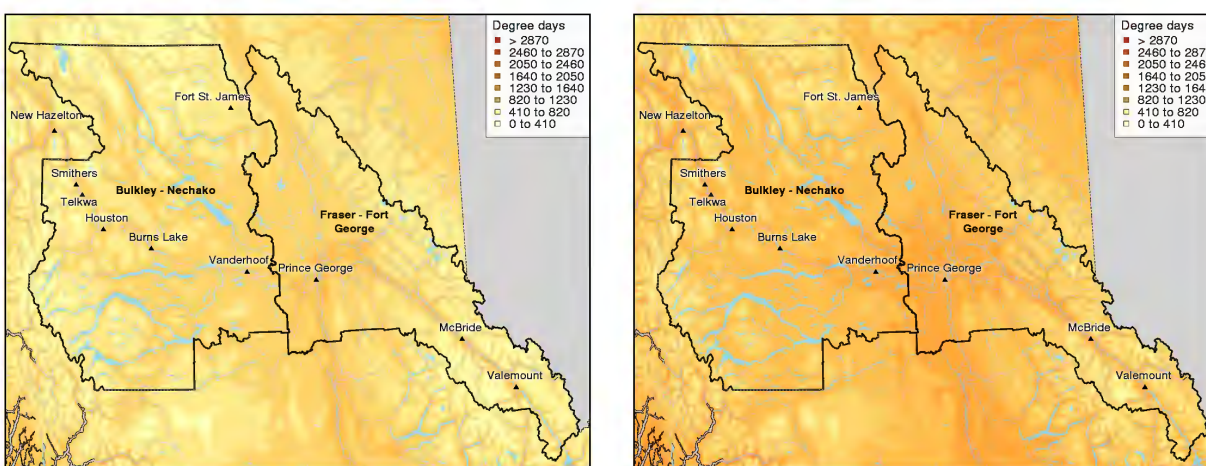 Degree days
> 2870
2460 to 2870
2050 to 2460
1640 to 2050
1230 to 1640
820 to 1230
410 to 820
0 to 410
Fort St. James
New Hazelton
Smithers
Bulkley - Nechako
Telkwa
Houston
Fraser - Fort
George
Burns Lake
Vanderhoof
Prince George
McBride
Valemount
Degree days
> 2870
2460 to 287
2050 to 246
1640 to 205
1230 to 164
820 to 1230
410 to 820
0 to 410
Fort St. James
New Hazelton
Smithers
Bulkley - Nechako
Telkwa
Houston
Fraser - Fort
George
Burns Lake
Vanderhoof
Prince George
McBride
Valemount